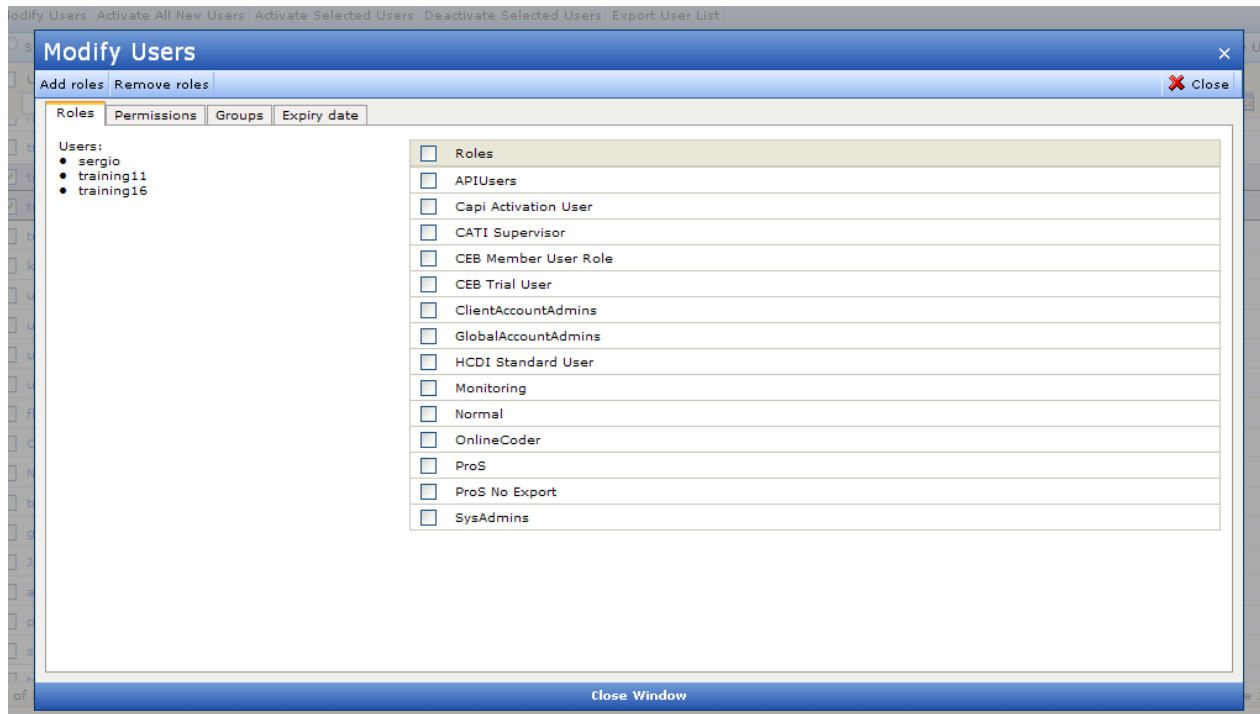 Modify Users Activate All New Users Activate Selected Users Deactivate Selected Users Export User List
Modify Users
Add roles Remove roles Close
Roles Permissions Groups Expiry date
Users:
sergio
training11
training16
Roles
APIUsers
Capi Activation User
CATI Supervisor
CEB Member User Role
CEB Trial User
ClientAccountAdmins
GlobalAccountAdmins
HCDI Standard User
Monitoring
Normal
OnlineCoder
ProS
ProS No Export
SysAdmins
of
Close Window